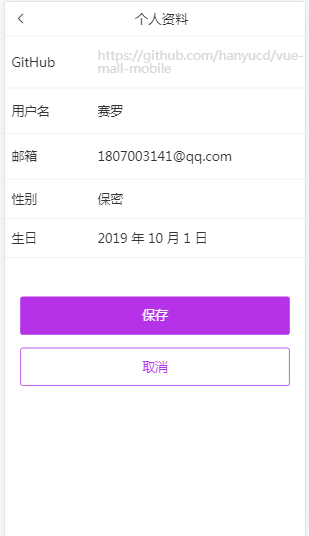 个人资料
GitHub
https://github.com/hanyucd/vue-
mall-mobile
用户名 赛罗
邮箱 1807003141@qq.com
性别 保密
生日 2019 年 10 月 1 日
保存
取消